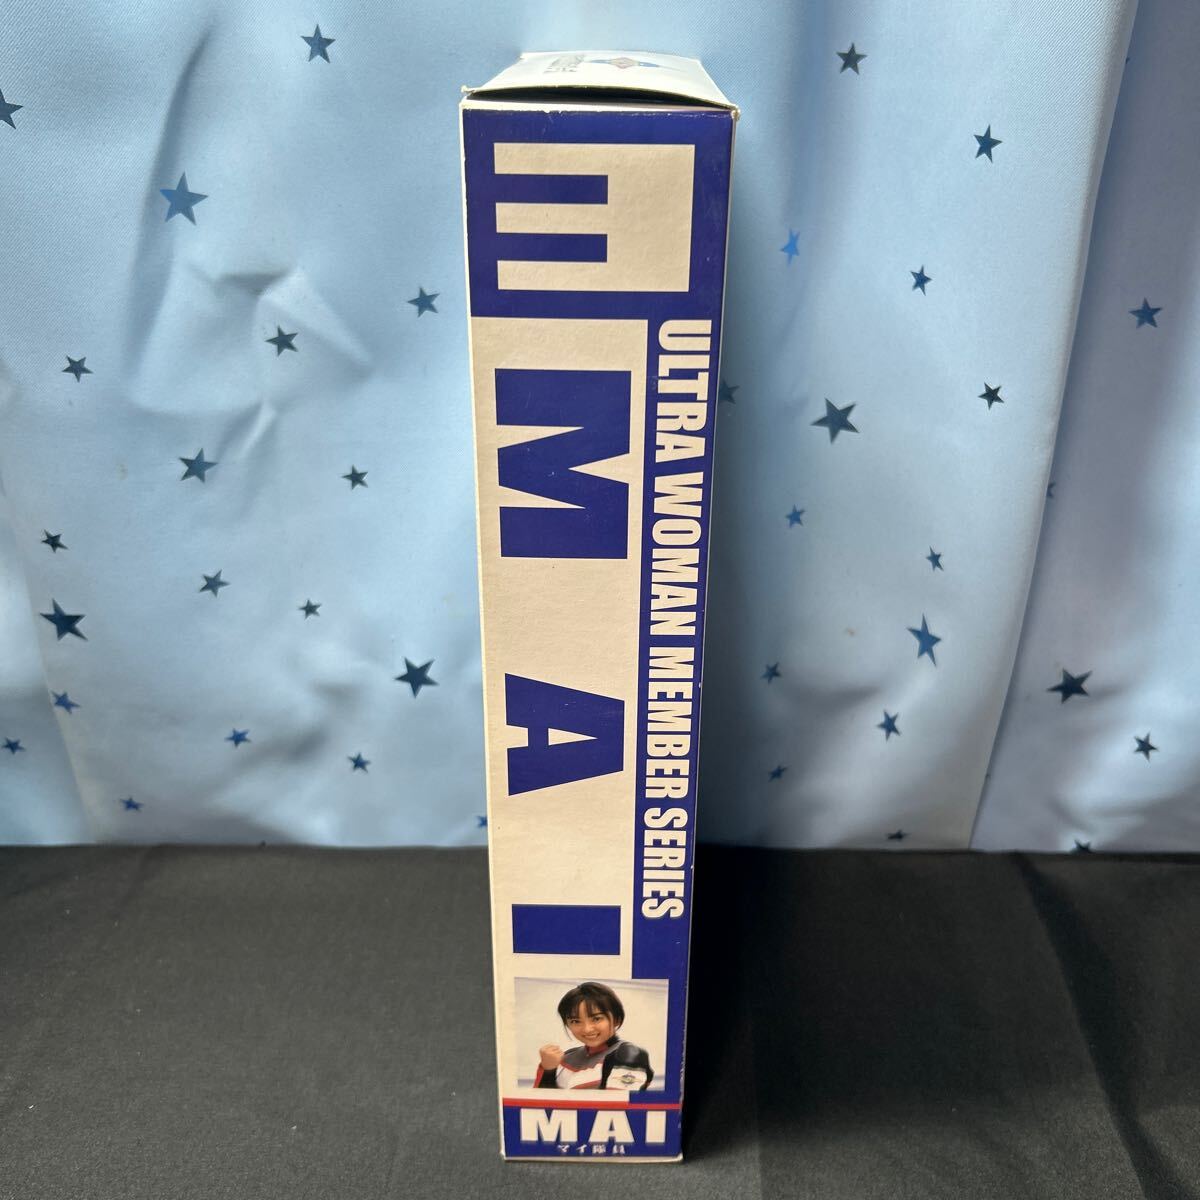 E
MAI
ULTRA WOMAN MEMBER SERIES
MAI
マイ隊員